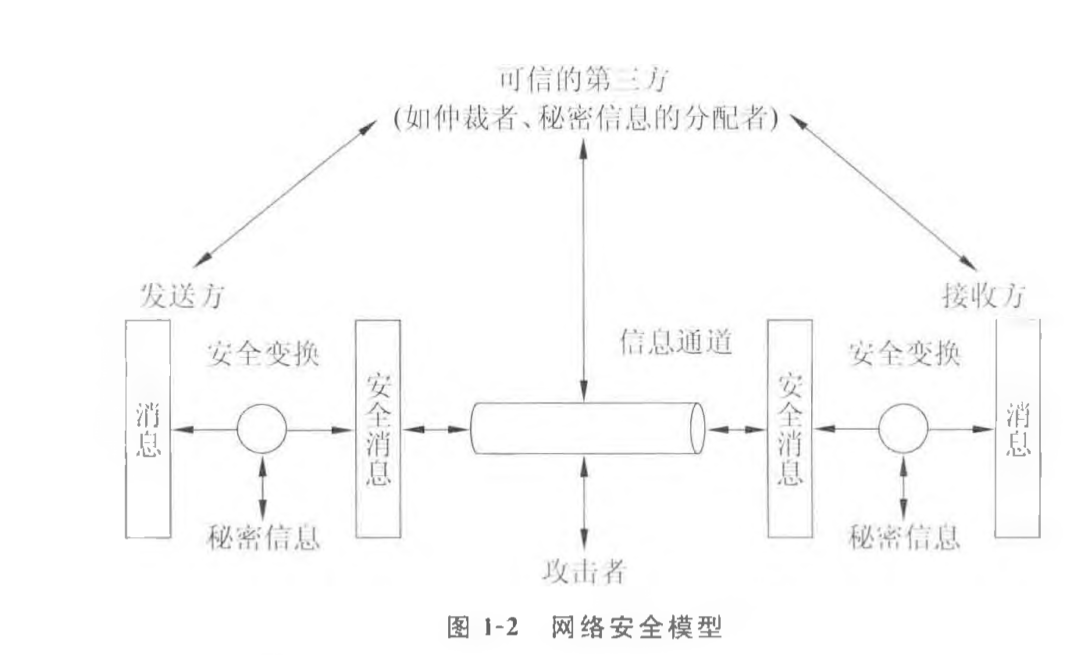 可信的第三方
(如仲裁者、秘密信息的分配者)
发送方
接收方
安全变换
信息通道
安全变换
消息
安全消息
安全消息
消息
秘密信息
秘密信息
攻击者
图 1-2 网络安全模型